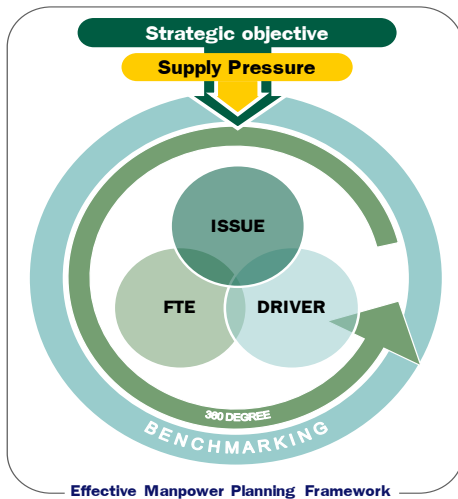 Strategic objective
Supply Pressure
ISSUE
FTE
DRIVER
360 DEGREE
BENCHMARKING
Effective Manpower Planning Framework